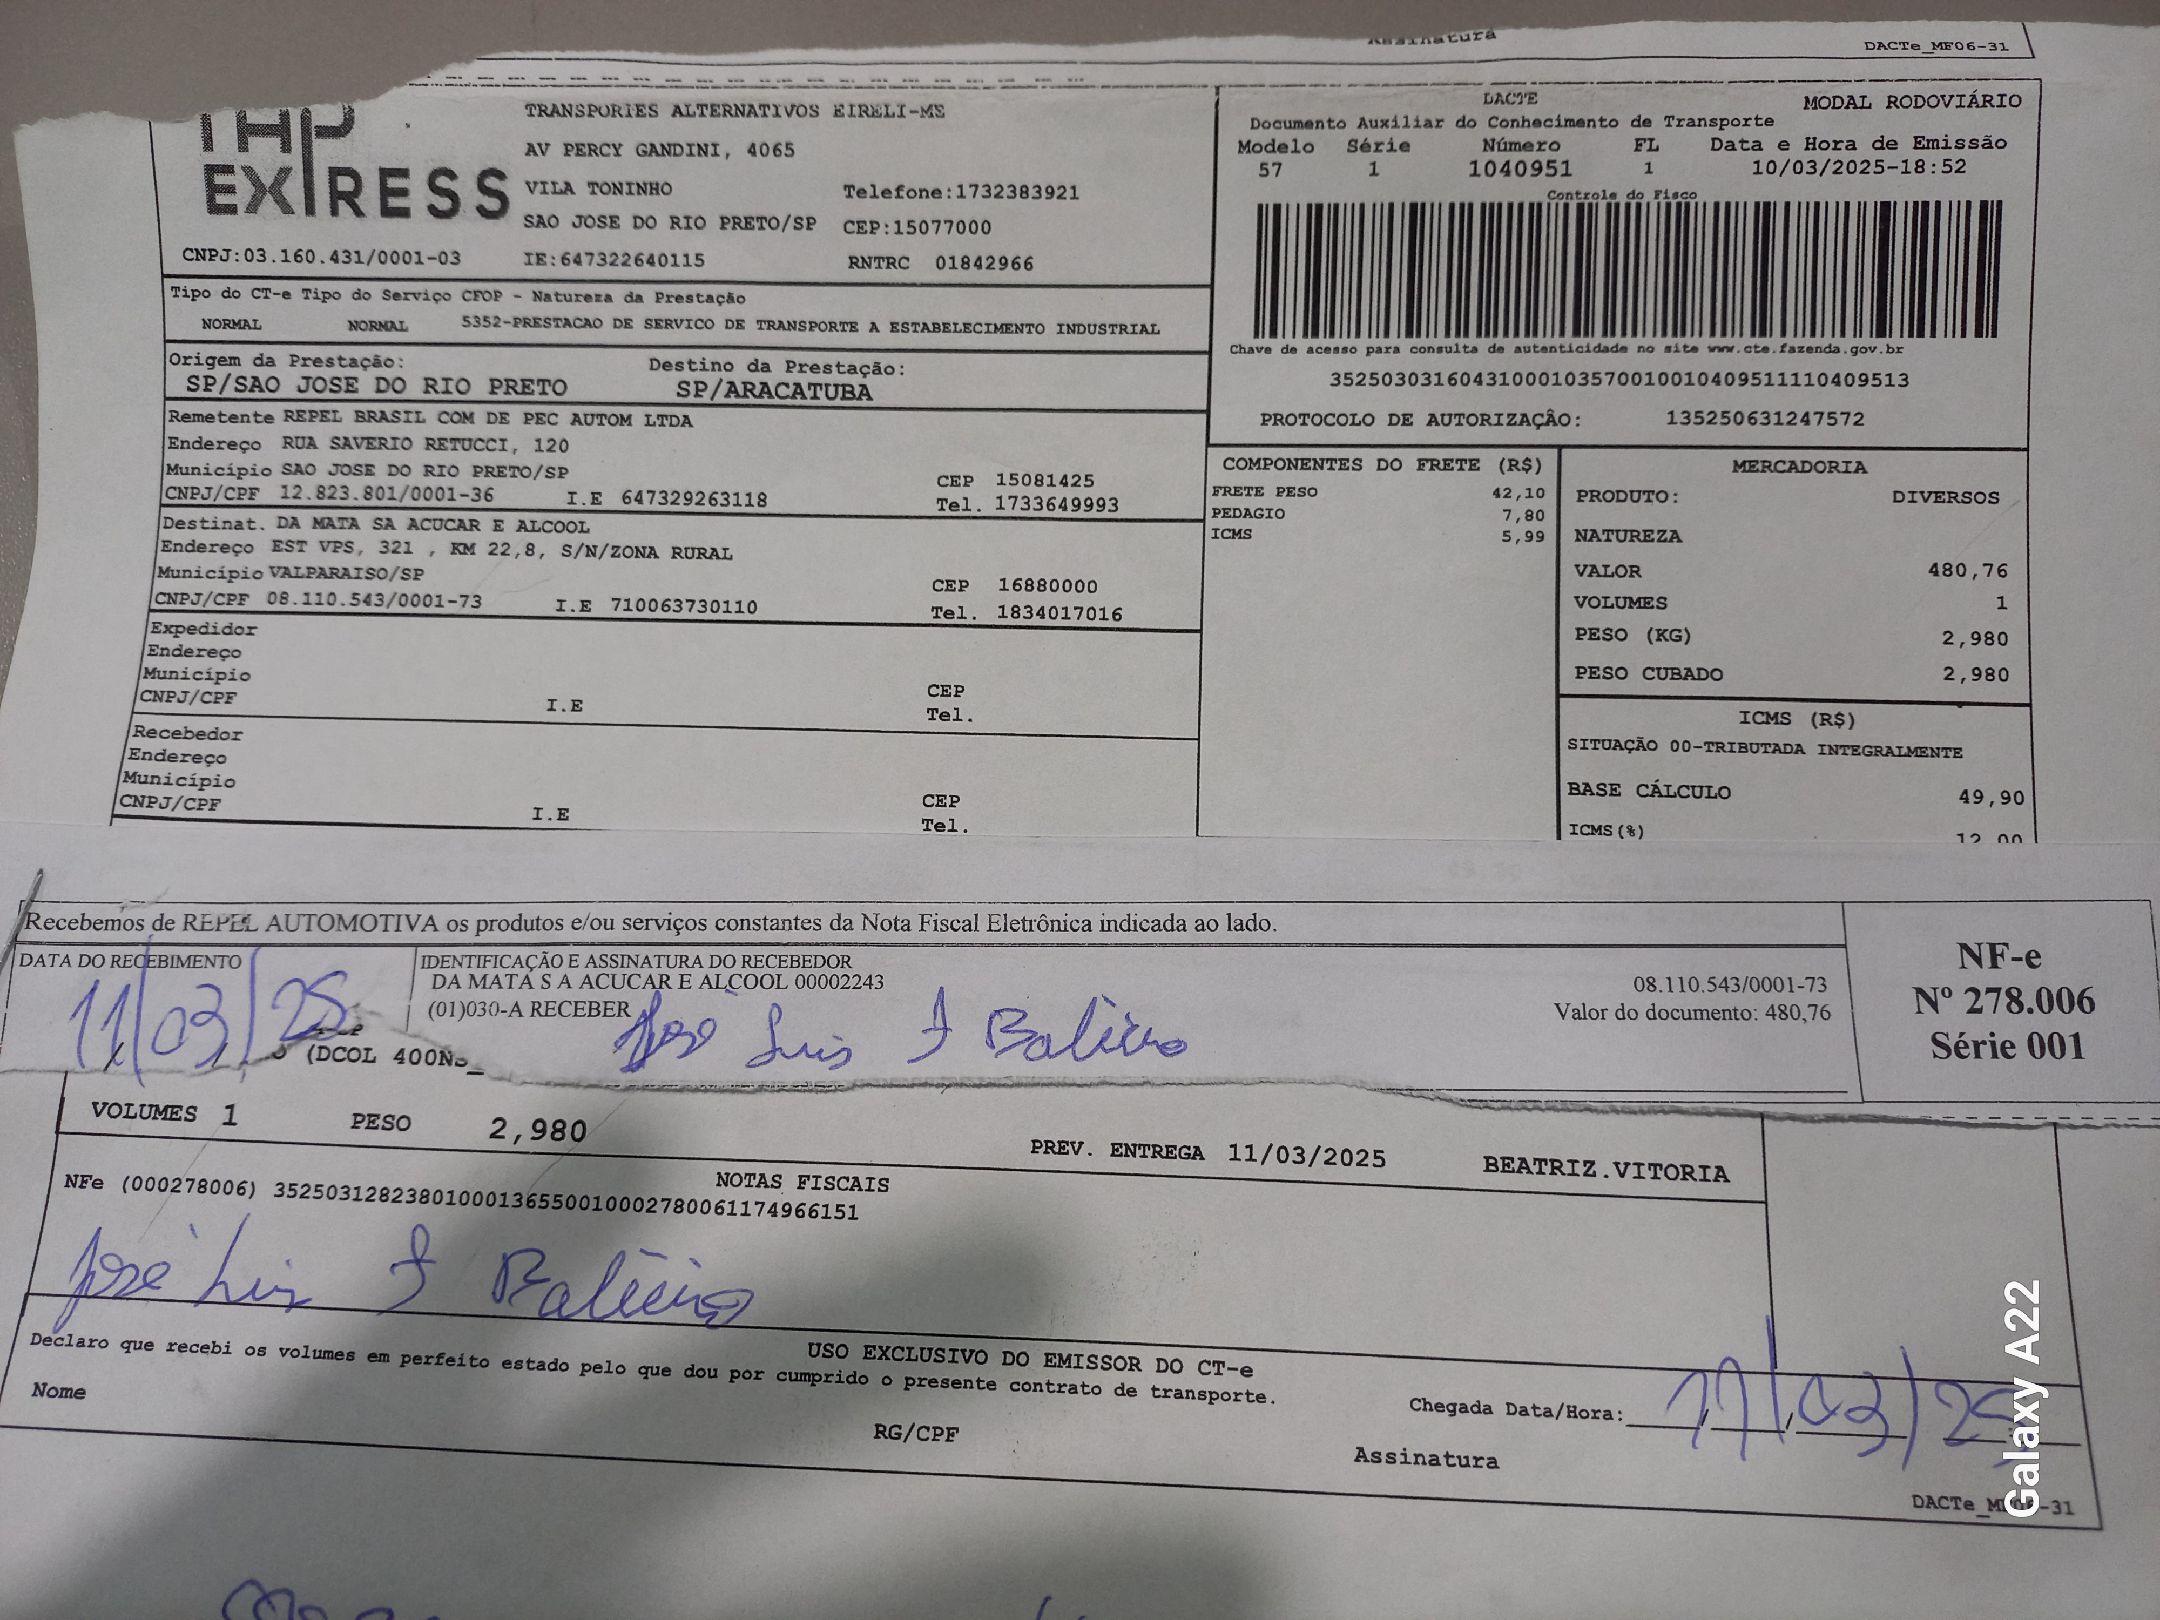 Assinatura
DACTe_MF06-31
EXPRESS
TRANSPORTES ALTERNATIVOS EIRELI-ME
AV PERCY GANDINI, 4065
VILA TONINHO
Telefone:1732383921
SAO JOSE DO RIO PRETO/SP CEP:15077000
CNPJ:03.160.431/0001-03 IE:647322640115 RNTRC 01842966
DACTE MODAL RODOVIÁRIO
Documento Auxiliar do Conhecimento de Transporte
Modelo Série Número FL Data e Hora de Emissão
57 1 1040951 1 10/03/2025-18:52
Controle do Fisco
Chave de acesso para consulta de autenticidade no site www.cte.fazenda.gov.br
35250303160431000103570010010409511110409513
PROTOCOLO DE AUTORIZAÇÃO: 135250631247572
Tipo do CT-e Tipo do Serviço CFOP - Natureza da Prestação
NORMAL NORMAL 5352-PRESTACAO DE SERVICO DE TRANSPORTE A ESTABELECIMENTO INDUSTRIAL
Origem da Prestação: Destino da Prestação:
SP/SAO JOSE DO RIO PRETO SP/ARACATUBA
Remetente REPEL BRASIL COM DE PEC AUTOM LTDA
Endereço RUA SAVERIO RETUCCI, 120
Município SAO JOSE DO RIO PRETO/SP CEP 15081425
CNPJ/CPF 12.823.801/0001-36 I.E 647329263118 Tel. 1733649993
Destinat. DA MATA SA ACUCAR E ALCOOL
Endereço EST VPS, 321 , KM 22,8, S/N/ZONA RURAL
Município VALPARAISO/SP CEP 16880000
CNPJ/CPF 08.110.543/0001-73 I.E 710063730110 Tel. 1834017016
Expedidor
Endereço
Município CEP
CNPJ/CPF I.E Tel.
Recebedor
Endereço
Município CEP
CNPJ/CPF I.E Tel.
COMPONENTES DO FRETE (R$)
FRETE PESO 42,10
PEDAGIO 7,80
ICMS 5,99
MERCADORIA
PRODUTO: DIVERSOS
NATUREZA
VALOR 480,76
VOLUMES 1
PESO (KG) 2,980
PESO CUBADO 2,980
ICMS (R$)
SITUAÇÃO 00-TRIBUTADA INTEGRALMENTE
BASE CÁLCULO 49,90
ICMS(%) 12,00
Recebemos de REPEL AUTOMOTIVA os produtos e/ou serviços constantes da Nota Fiscal Eletrônica indicada ao lado.
DATA DO RECEBIMENTO
11/03/25
IDENTIFICAÇÃO E ASSINATURA DO RECEBEDOR
DA MATA S A ACUCAR E ALCOOL 00002243 08.110.543/0001-73
(01)030-A RECEBER Valor do documento: 480,76
José Luis F Balieiro
NF-e
Nº 278.006
Série 001
(DCOL 400NS_
VOLUMES 1 PESO 2,980 PREV. ENTREGA 11/03/2025 BEATRIZ.VITORIA
NOTAS FISCAIS
NFe (000278006) 35250312823801000136550010002780061174966151
José Luis F Balieiro
USO EXCLUSIVO DO EMISSOR DO CT-e
Declaro que recebi os volumes em perfeito estado pelo que dou por cumprido o presente contrato de transporte.
Nome RG/CPF
Chegada Data/Hora: 11/03/25
Assinatura
DACTe_MF06-31
Galaxy A22